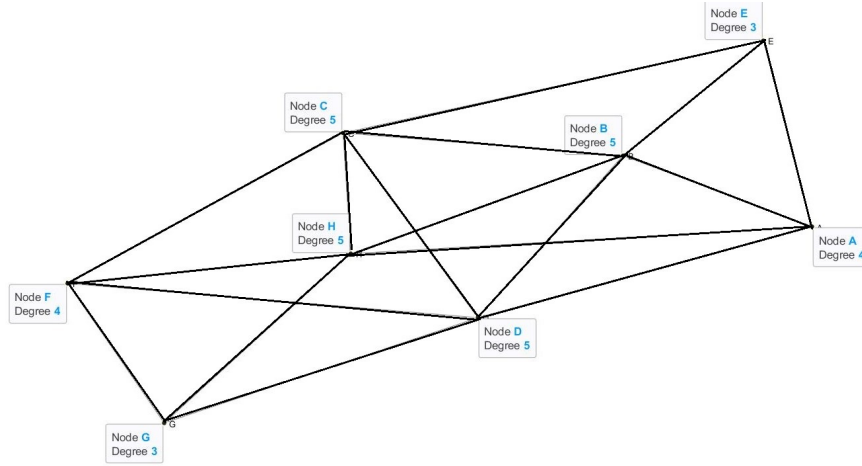 Node E
Degree 3
E
Node C
Degree 5
Node B
Degree 5
Node H
Degree 5
A
Node A
Degree 4
Node F
Degree 4
Node D
Degree 5
G
Node G
Degree 3